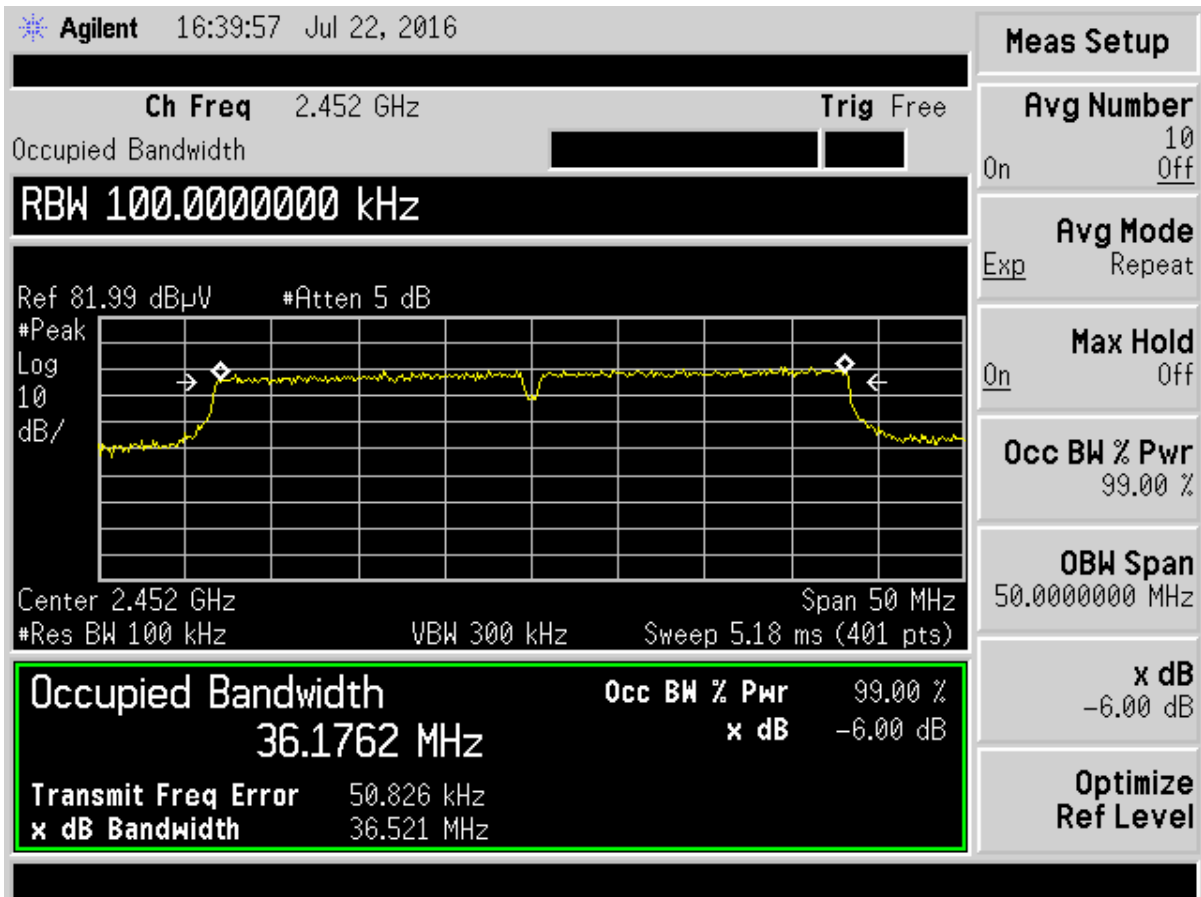 Agilent 16:39:57 Jul 22, 2016
Ch Freq 2.452 GHz Trig Free
Occupied Bandwidth
RBW 100.0000000 kHz
Ref 81.99 dBµV #Atten 5 dB
#Peak
Log
10
dB/
Center 2.452 GHz Span 50 MHz
#Res BW 100 kHz VBW 300 kHz Sweep 5.18 ms (401 pts)
Occupied Bandwidth Occ BW % Pwr 99.00 %
36.1762 MHz x dB -6.00 dB
Transmit Freq Error 50.826 kHz
x dB Bandwidth 36.521 MHz
Meas Setup
Avg Number
10
On Off
Avg Mode
Exp Repeat
Max Hold
On Off
Occ BW % Pwr
99.00 %
OBW Span
50.0000000 MHz
x dB
-6.00 dB
Optimize
Ref Level